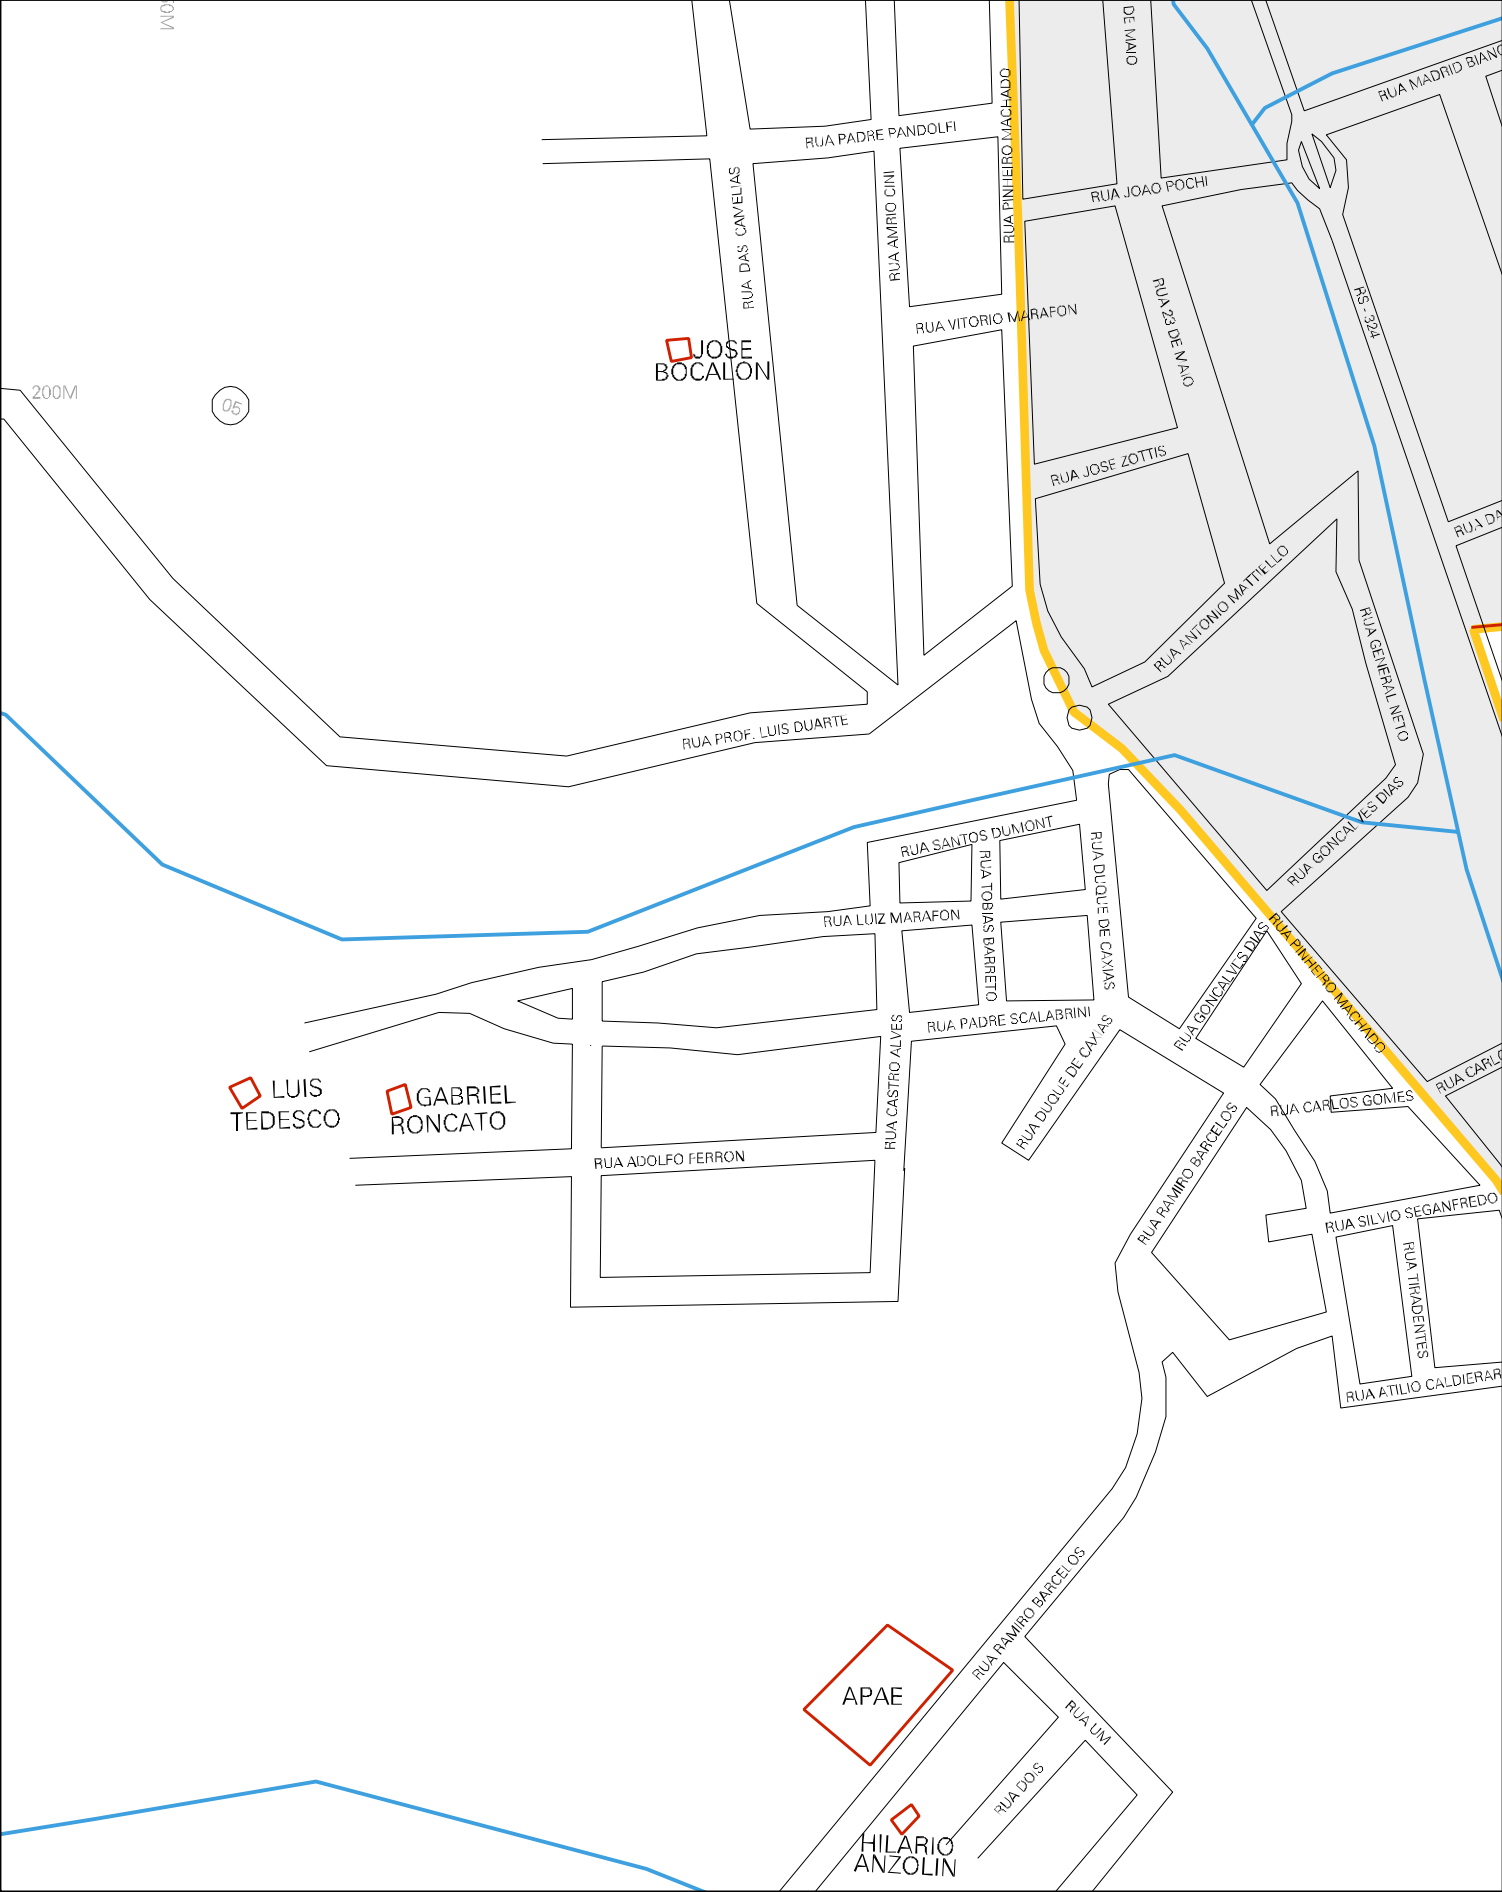 50M
DE MAIO
RUA MADRID BIANC
RUA PADRE PANDOLFI
RUA PINHEIRO MACHADO
RUA DAS CAMELIAS
RUA AMRIO CINI
RUA JOAO POCHI
RUA VITORIO MARAFON
RUA 23 DE MAIO
RS - 324
JOSE
BOCALON
200M
05
RUA JOSE ZOTTIS
RUA DA
RUA ANTONIO MATTIELLO
RUA GENERAL NETO
RUA PROF. LUIS DUARTE
RUA GONCALVES DIAS
RUA SANTOS DUMONT
RUA TOBIAS BARRETO
RUA DUQUE DE CAXIAS
RUA LUIZ MARAFON
RUA PINHEIRO MACHADO
RUA GONCALVES DIAS
RUA PADRE SCALABRINI
RUA CASTRO ALVES
RUA DUQUE DE CAXIAS
RUA CARLO
RUA CARLOS GOMES
LUIS
TEDESCO
GABRIEL
RONCATO
RUA ADOLFO FERRON
RUA RAMIRO BARCELOS
RUA SILVIO SEGANFREDO
RUA TIRADENTES
RUA ATILIO CALDIERAR
RUA RAMIRO BARCELOS
APAE
RUA UM
RUA DOIS
HILARIO
ANZOLIN